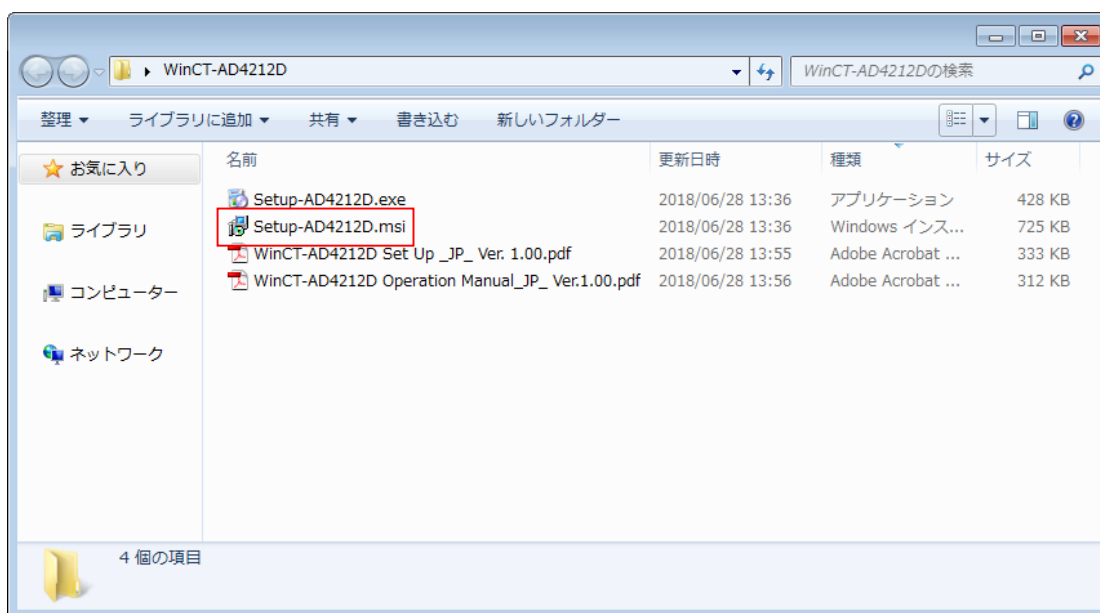 WinCT-AD4212D
WinCT-AD4212Dの検索
整理 ライブラリに追加 共有 書き込む 新しいフォルダー
お気に入り
ライブラリ
コンピューター
ネットワーク
名前 更新日時 種類 サイズ
Setup-AD4212D.exe 2018/06/28 13:36 アプリケーション 428 KB
Setup-AD4212D.msi 2018/06/28 13:36 Windows インス... 725 KB
WinCT-AD4212D Set Up _JP_ Ver. 1.00.pdf 2018/06/28 13:55 Adobe Acrobat ... 333 KB
WinCT-AD4212D Operation Manual_JP_ Ver.1.00.pdf 2018/06/28 13:56 Adobe Acrobat ... 312 KB
4 個の項目